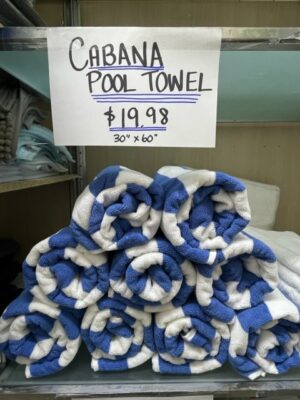 CABANA
POOL TOWEL
$19.98
30" x 60"